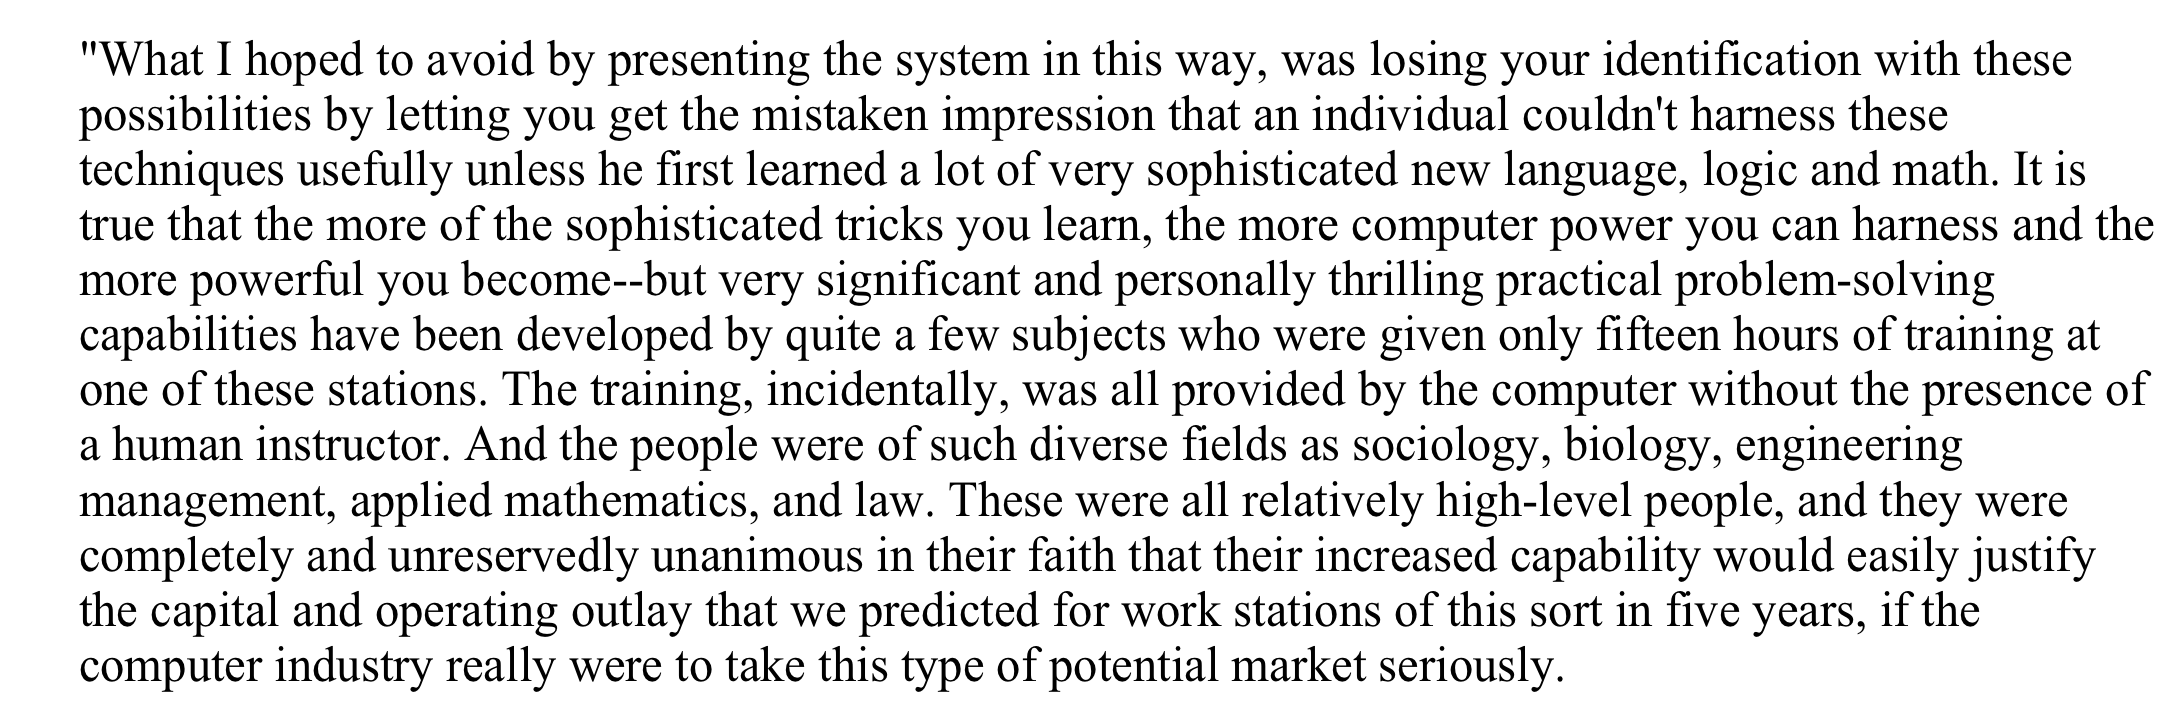 "What I hoped to avoid by presenting the system in this way, was losing your identification with these
possibilities by letting you get the mistaken impression that an individual couldn't harness these
techniques usefully unless he first learned a lot of very sophisticated new language, logic and math. It is
true that the more of the sophisticated tricks you learn, the more computer power you can harness and the
more powerful you become--but very significant and personally thrilling practical problem-solving
capabilities have been developed by quite a few subjects who were given only fifteen hours of training at
one of these stations. The training, incidentally, was all provided by the computer without the presence of
a human instructor. And the people were of such diverse fields as sociology, biology, engineering
management, applied mathematics, and law. These were all relatively high-level people, and they were
completely and unreservedly unanimous in their faith that their increased capability would easily justify
the capital and operating outlay that we predicted for work stations of this sort in five years, if the
computer industry really were to take this type of potential market seriously.